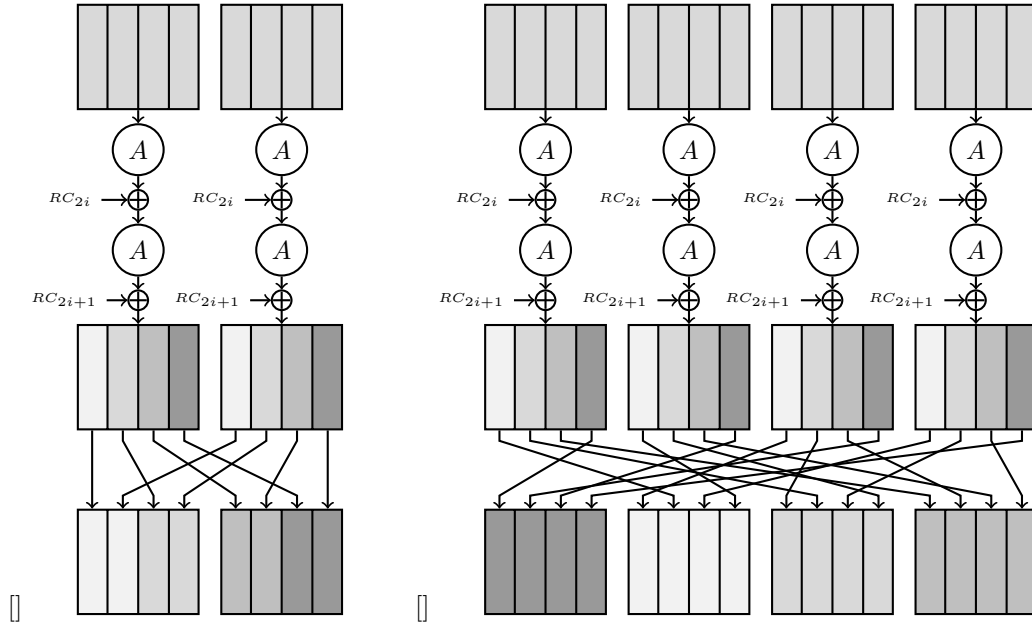 A A A A A A
RC_{2i} RC_{2i} RC_{2i} RC_{2i} RC_{2i} RC_{2i}
A A A A A A
RC_{2i+1} RC_{2i+1} RC_{2i+1} RC_{2i+1} RC_{2i+1} RC_{2i+1}
[] []